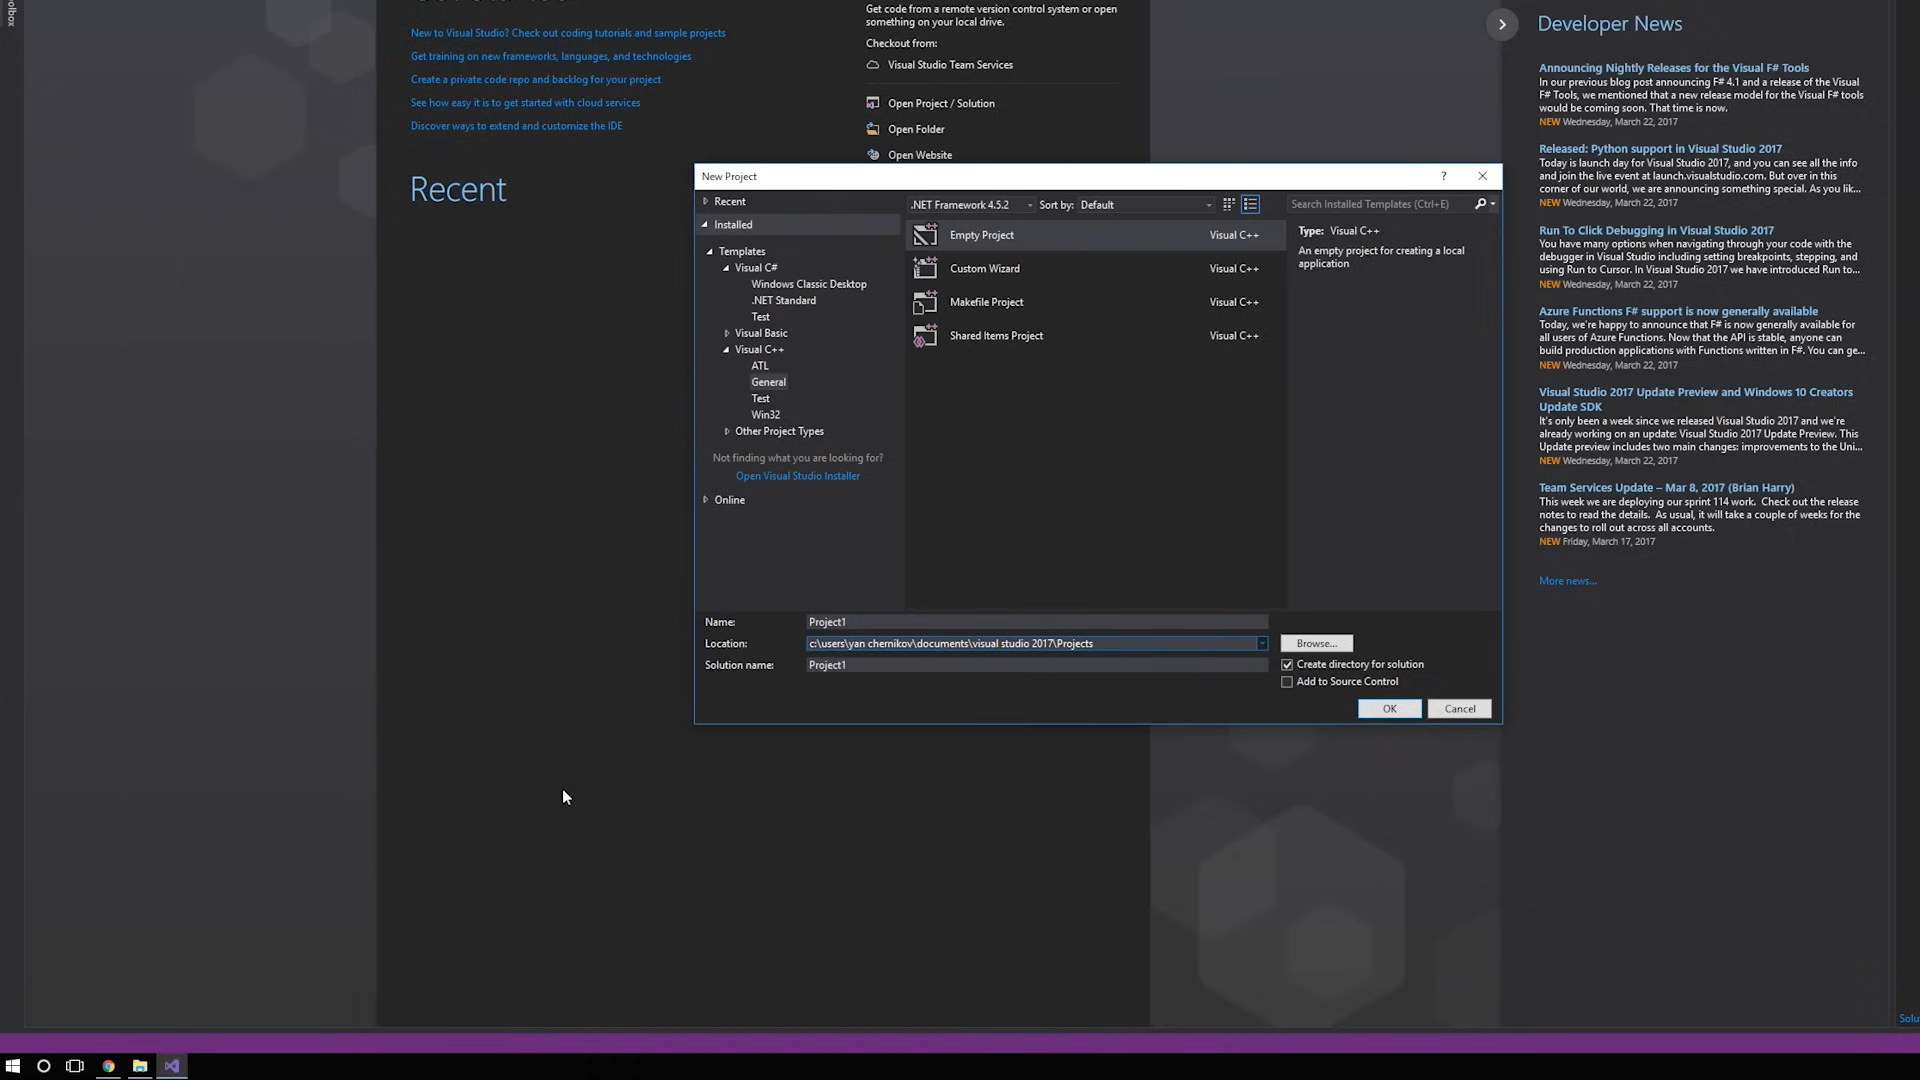 New to Visual Studio? Check out coding tutorials and sample projects
Get training on new frameworks, languages, and technologies
Create a private code repo and backlog for your project
See how easy it is to get started with cloud services
Discover ways to extend and customize the IDE
Recent
Get code from a remote version control system or open
something on your local drive.
Checkout from:
Visual Studio Team Services
Open Project / Solution
Open Folder
Open Website
New Project
?
Recent
Installed
Templates
Visual C#
Windows Classic Desktop
.NET Standard
Test
Visual Basic
Visual C++
ATL
General
Test
Win32
Other Project Types
Not finding what you are looking for?
Open Visual Studio Installer
Online
.NET Framework 4.5.2
Sort by:
Default
Search Installed Templates (Ctrl+E)
Empty Project
Visual C++
Custom Wizard
Visual C++
Makefile Project
Visual C++
Shared Items Project
Visual C++
Type: Visual C++
An empty project for creating a local
application
Name:
Project1
Location:
c:\users\yan chernikov\documents\visual studio 2017\Projects
Browse...
Solution name:
Project1
Create directory for solution
Add to Source Control
OK
Cancel
Developer News
Announcing Nightly Releases for the Visual F# Tools
In our previous blog post announcing F# 4.1 and a release of the Visual
F# Tools, we mentioned that a new release model for the Visual F# tools
would be coming soon. That time is now.
NEW Wednesday, March 22, 2017
Released: Python support in Visual Studio 2017
Today is launch day for Visual Studio 2017, and you can see all the info
and join the live event at launch.visualstudio.com. But over in this
corner of our world, we are announcing something special. As you lik...
NEW Wednesday, March 22, 2017
Run To Click Debugging in Visual Studio 2017
You have many options when navigating through your code with the
debugger in Visual Studio including setting breakpoints, stepping, and
using Run to Cursor. In Visual Studio 2017 we have introduced Run to...
NEW Wednesday, March 22, 2017
Azure Functions F# support is now generally available
Today, we're happy to announce that F# is now generally available for
all users of Azure Functions. Now that the API is stable, anyone can
build production applications with Functions written in F#. You can ge...
NEW Wednesday, March 22, 2017
Visual Studio 2017 Update Preview and Windows 10 Creators
Update SDK
It's only been a week since we released Visual Studio 2017 and we're
already working on an update: Visual Studio 2017 Update Preview. This
Update preview includes two main changes: improvements to the Uni...
NEW Wednesday, March 22, 2017
Team Services Update – Mar 8, 2017 (Brian Harry)
This week we are deploying our sprint 114 work. Check out the release
notes to read the details. As usual, it will take a couple of weeks for the
changes to roll out across all accounts.
NEW Friday, March 17, 2017
More news...
Solu